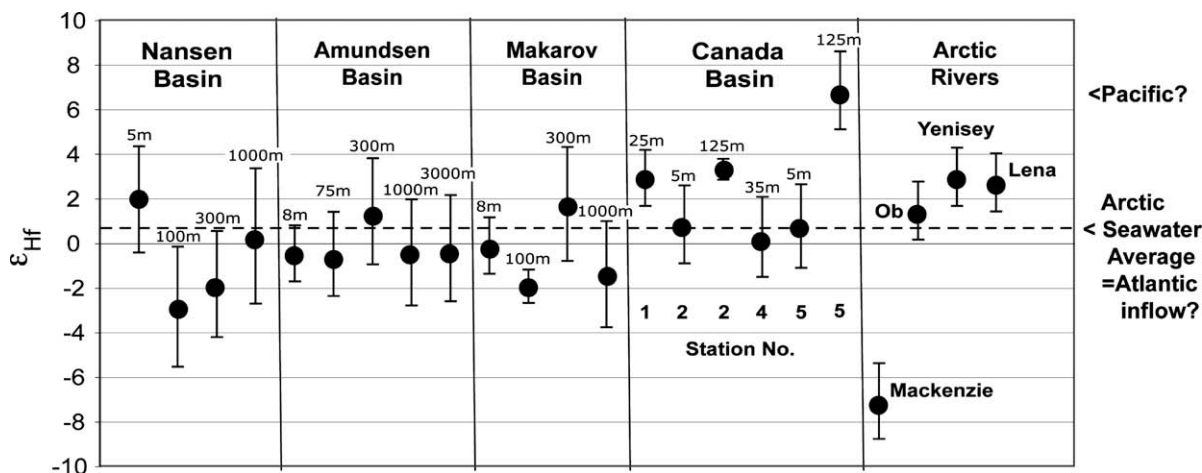 10
8
6
4
2
0
-2
-4
-6
-8
-10
εHf
Nansen
Basin
5m
100m
300m
1000m
Amundsen
Basin
8m
75m
300m
1000m
3000m
Makarov
Basin
8m
100m
300m
1000m
Canada
Basin
25m
5m
125m
35m
5m
125m
1 2 2 4 5 5
Station No.
Arctic
Rivers
Yenisey
Lena
Ob
Mackenzie
<Pacific?
Arctic
< Seawater
Average
=Atlantic
inflow?